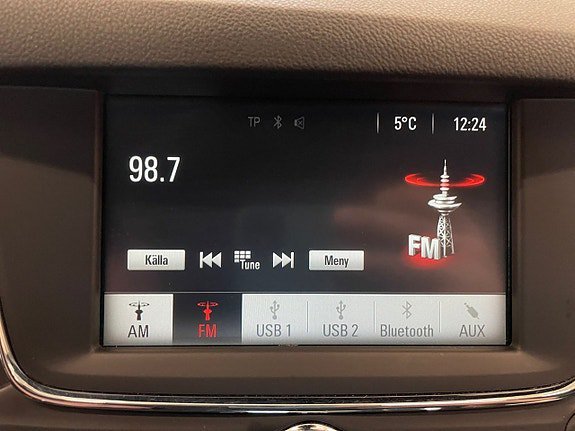 TP 5°C 12:24
98.7
FM
Källa Tune Meny
AM FM USB 1 USB 2 Bluetooth AUX